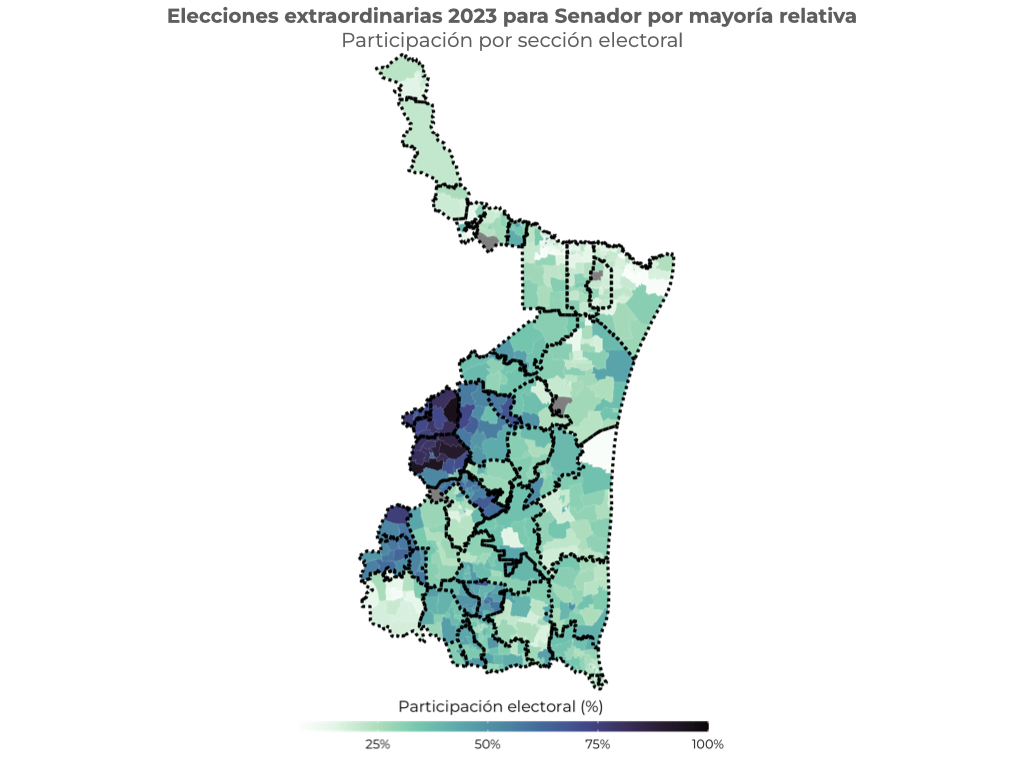 Elecciones extraordinarias 2023 para Senador por mayoría relativa
Participación por sección electoral
Participación electoral (%)
25% 50% 75% 100%